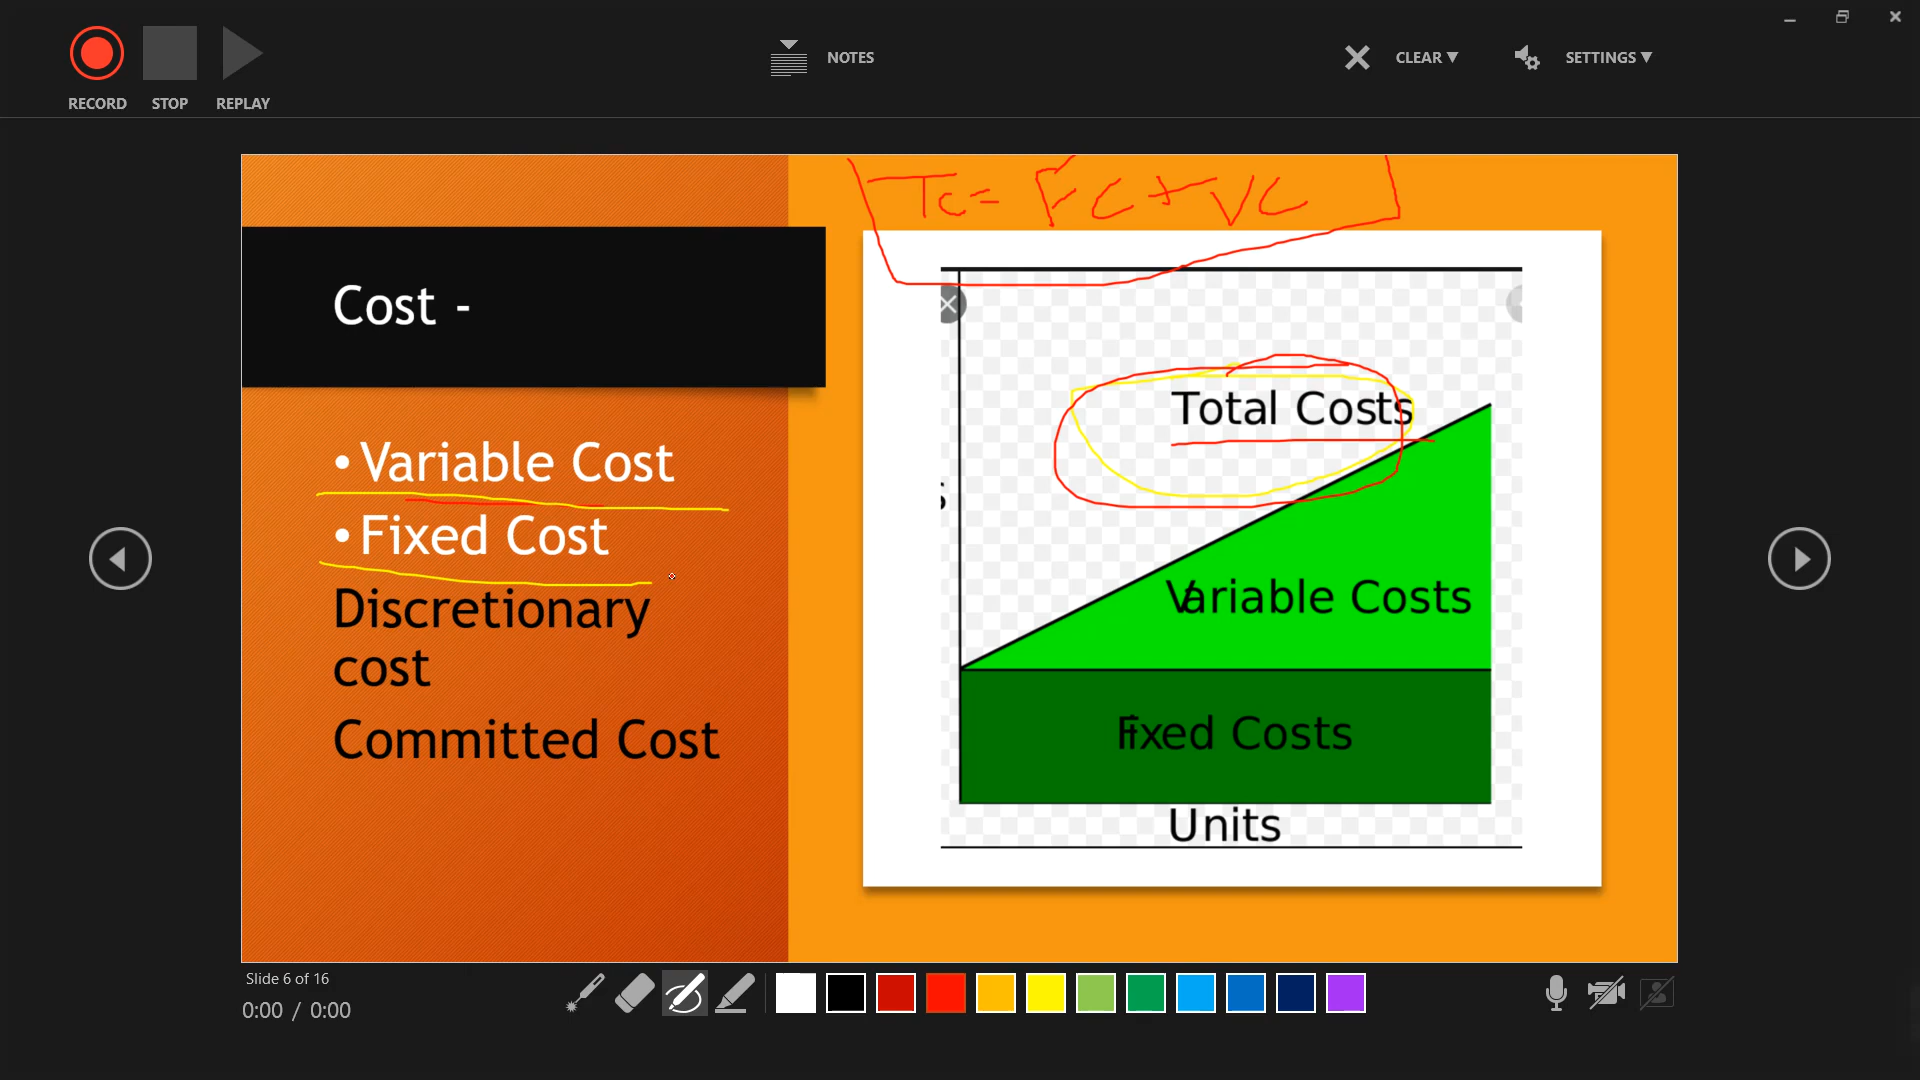 RECORD STOP REPLAY
NOTES
CLEAR
SETTINGS
TC = FC + VC
Cost -
• Variable Cost
• Fixed Cost
Discretionary
cost
Committed Cost
Total Costs
Variable Costs
Fixed Costs
Units
Slide 6 of 16
0:00 / 0:00